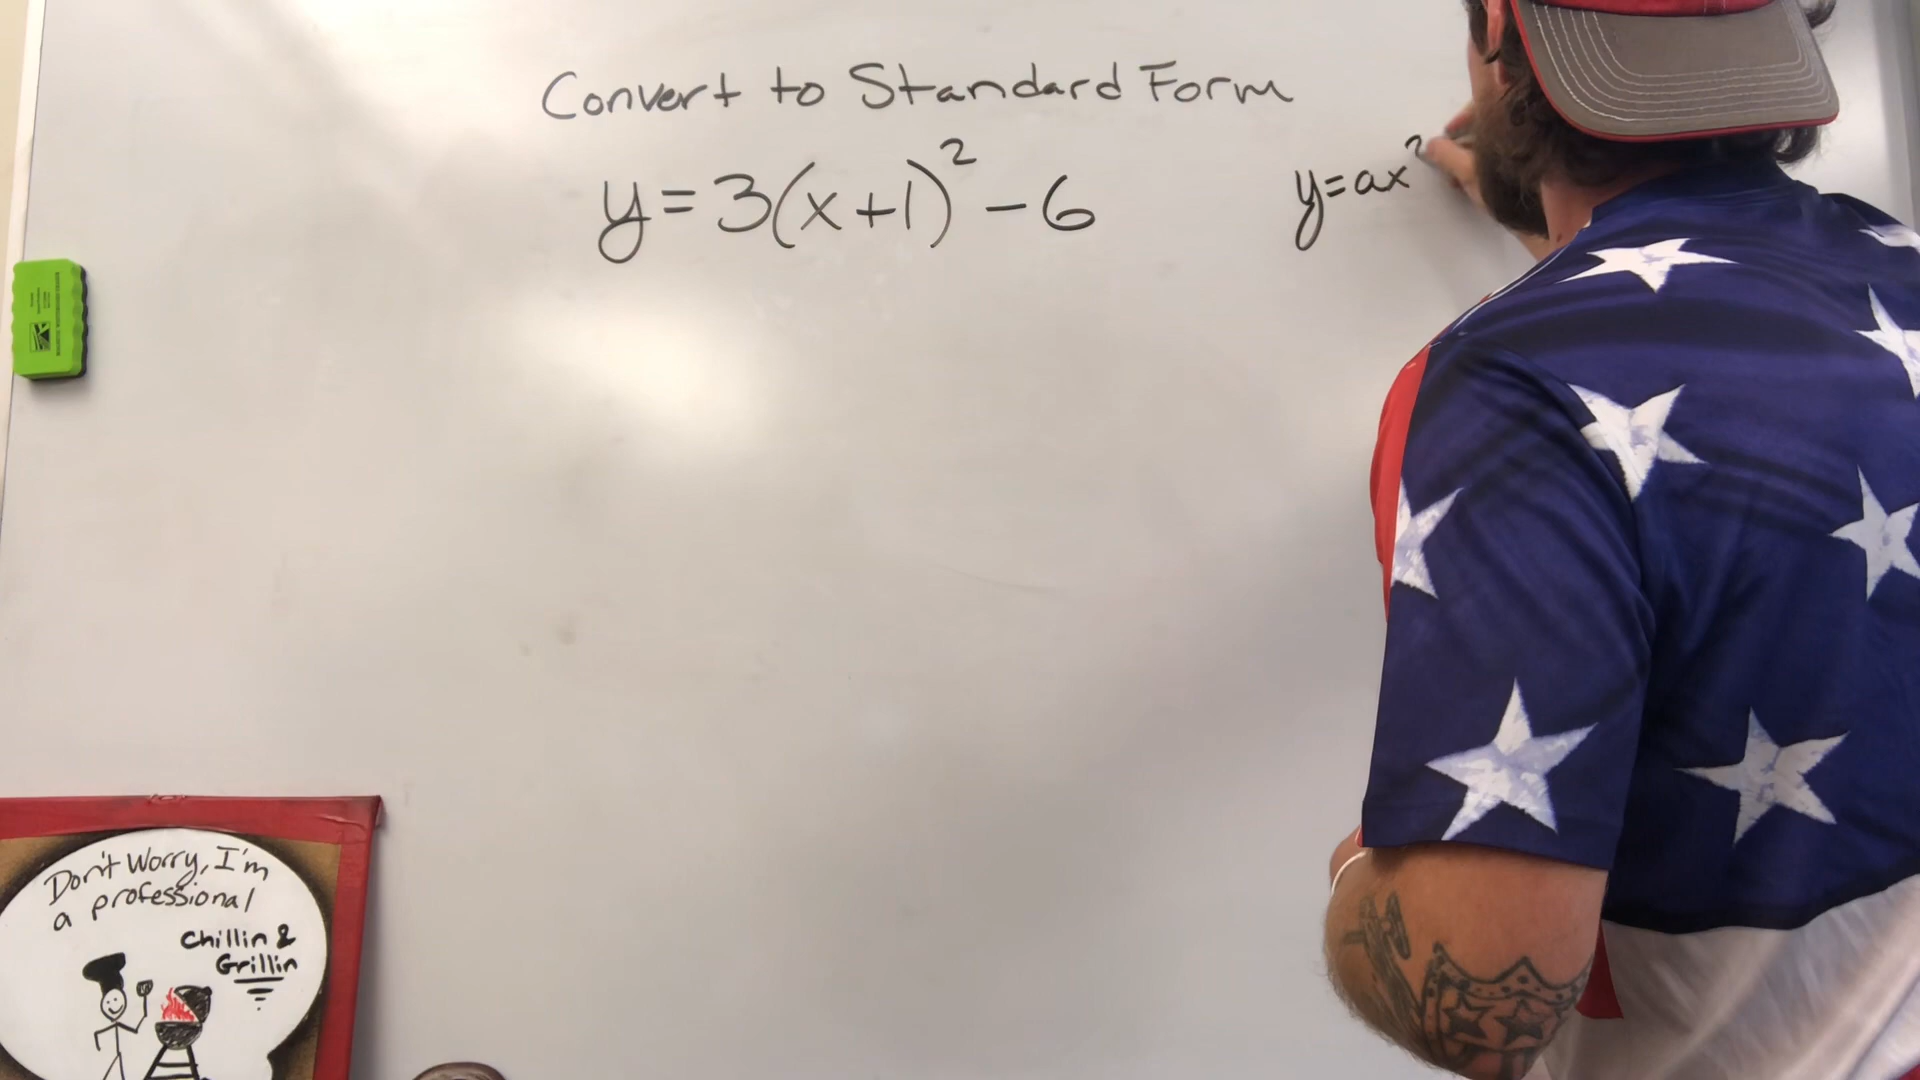 Convert to Standard Form
y=3(x+1)² - 6
y=ax²
Don't Worry, I'm
a professional
Chillin &
Grillin